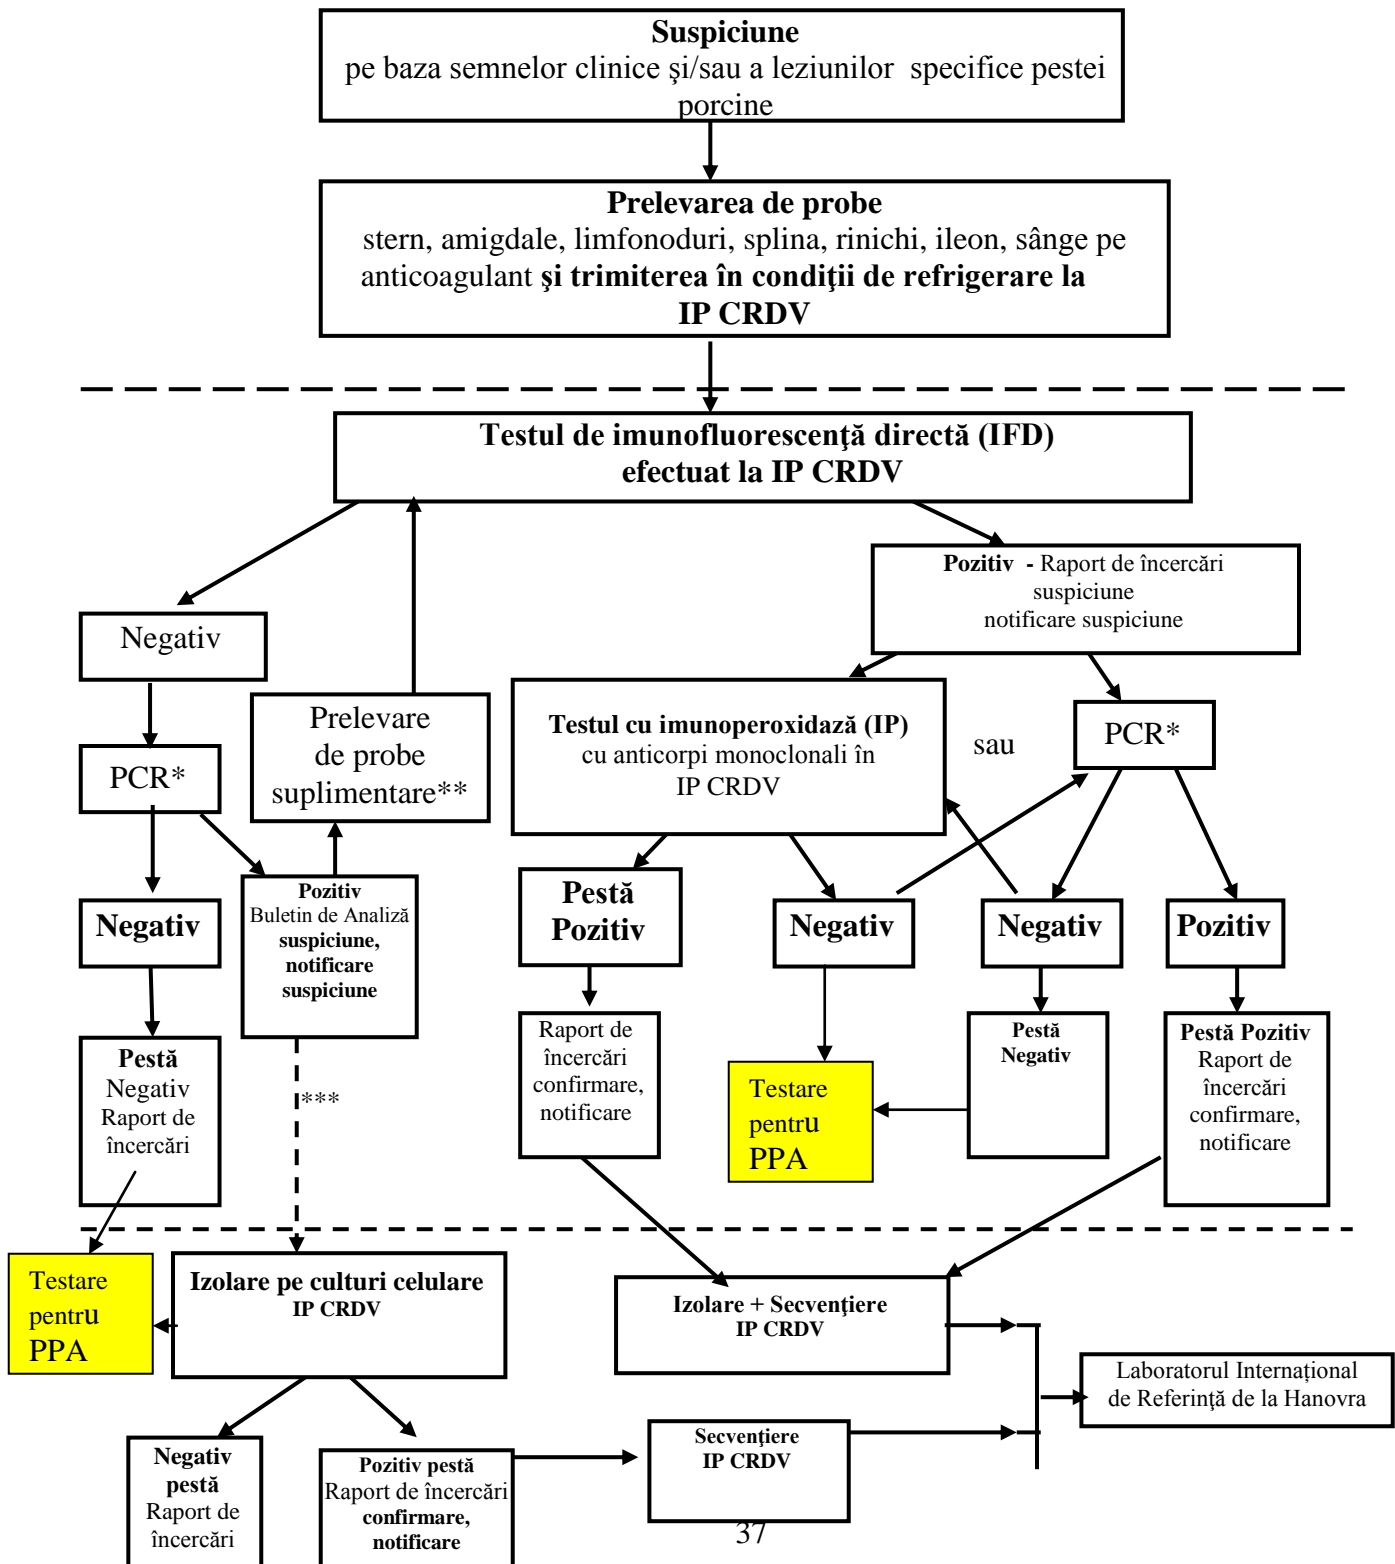 Suspiciune
pe baza semnelor clinice şi/sau a leziunilor specifice pestei
porcine
Prelevarea de probe
stern, amigdale, limfonoduri, splina, rinichi, ileon, sânge pe
anticoagulant şi trimiterea în condiţii de refrigerare la
IP CRDV
Testul de imunofluorescenţă directă (IFD)
efectuat la IP CRDV
Pozitiv - Raport de încercări
suspiciune
notificare suspiciune
Negativ
Prelevare
de probe
suplimentare**
Testul cu imunoperoxidază (IP)
cu anticorpi monoclonali în
IP CRDV
sau
PCR*
PCR*
Negativ
Pozitiv
Buletin de Analiză
suspiciune,
notificare
suspiciune
Pestă
Pozitiv
Negativ
Negativ
Pozitiv
Pestă
Negativ
Raport de
încercări
***
Raport de
încercări
confirmare,
notificare
Testare
pentru
PPA
Pestă
Negativ
Pestă Pozitiv
Raport de
încercări
confirmare,
notificare
Testare
pentru
PPA
Izolare pe culturi celulare
IP CRDV
Izolare + Secvenţiere
IP CRDV
Laboratorul Internațional
de Referinţă de la Hanovra
Negativ
pestă
Raport de
încercări
Pozitiv pestă
Raport de încercări
confirmare,
notificare
Secvenţiere
IP CRDV
37